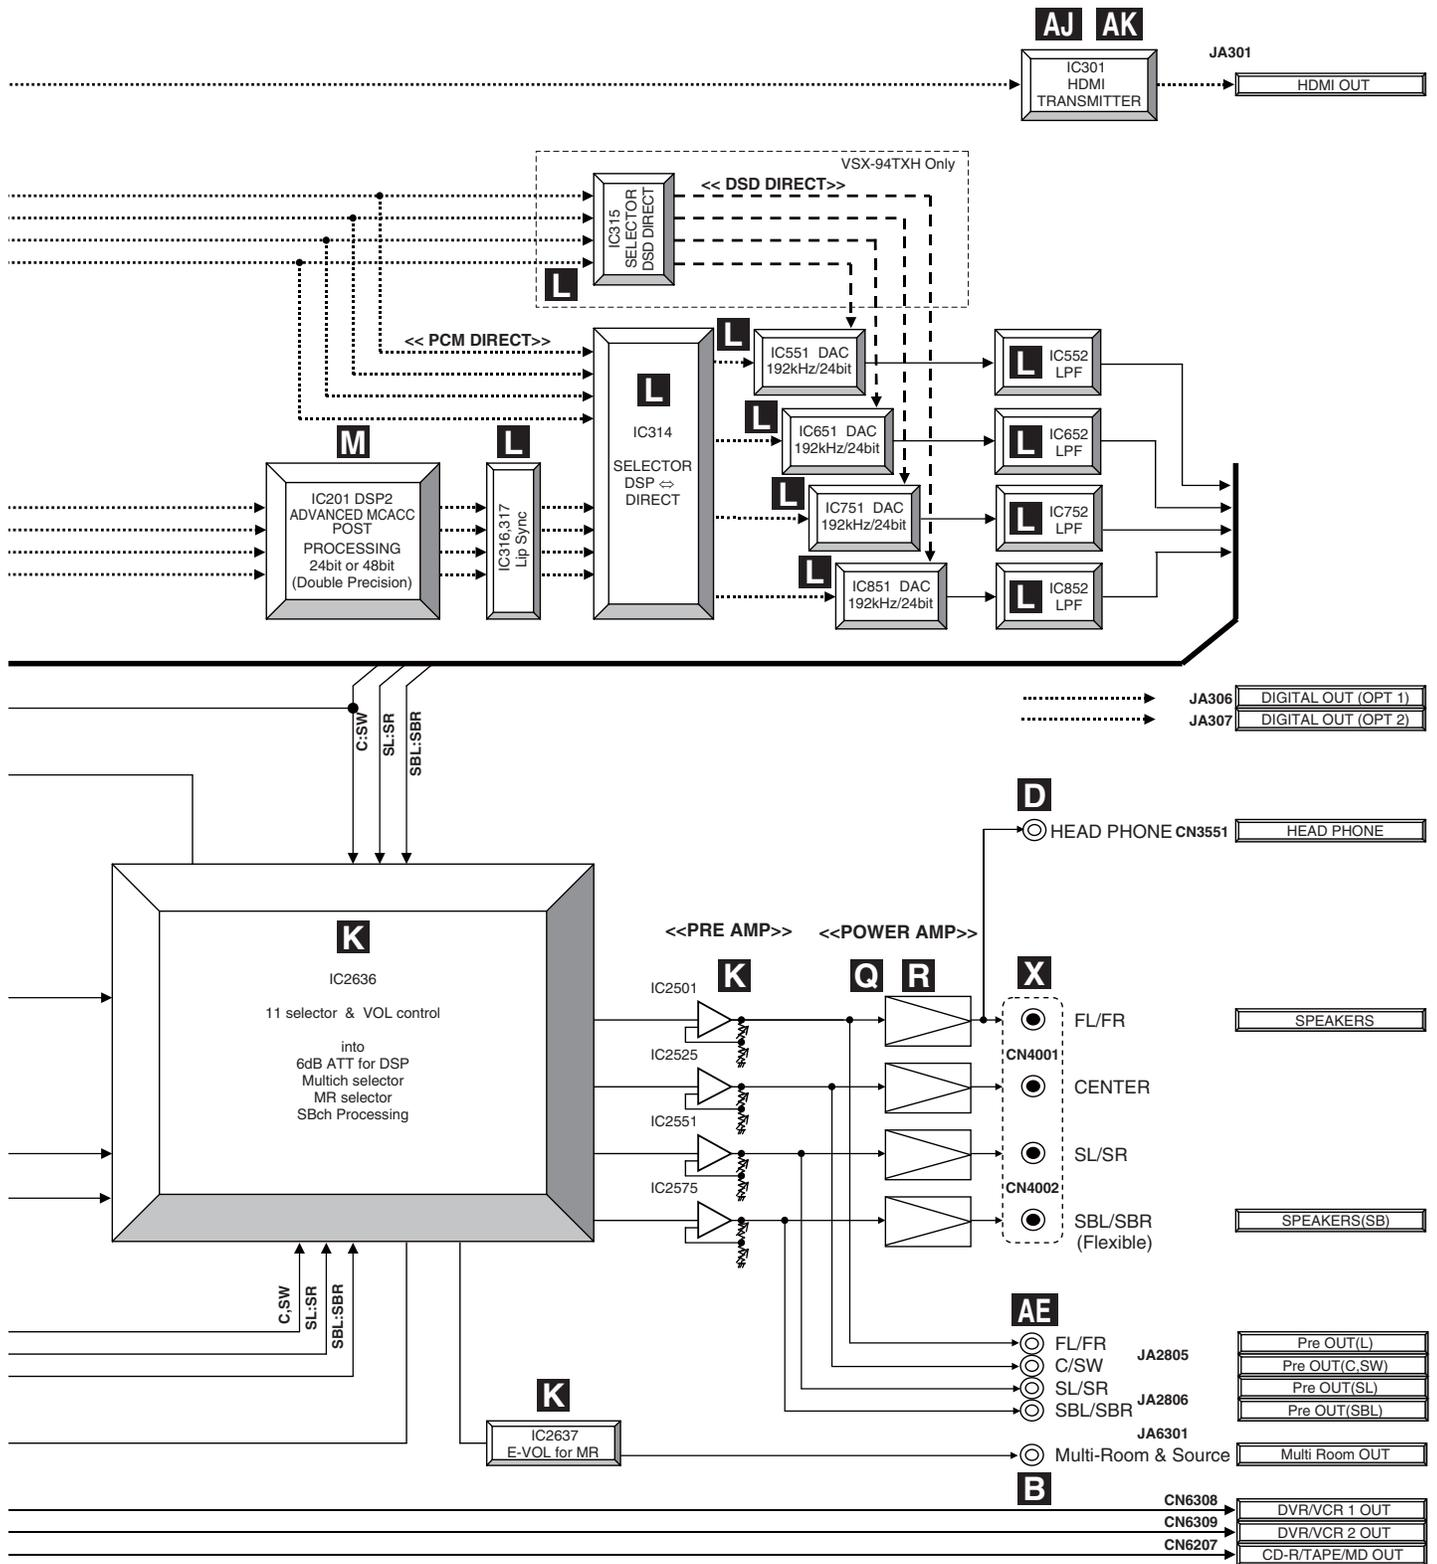 AJ AK
JA301
IC301
HDMI
TRANSMITTER
HDMI OUT
VSX-94TXH Only
<< DSD DIRECT>>
IC315
SELECTOR
DSD DIRECT
L
<< PCM DIRECT>>
L
IC314
SELECTOR
DSP ⇔
DIRECT
L
IC551 DAC
192kHz/24bit
L
IC552
LPF
L
IC651 DAC
192kHz/24bit
L
IC652
LPF
L
IC751 DAC
192kHz/24bit
L
IC752
LPF
L
IC851 DAC
192kHz/24bit
L
IC852
LPF
M
IC201 DSP2
ADVANCED MCACC
POST
PROCESSING
24bit or 48bit
(Double Precision)
L
IC316,317
Lip Sync
C:SW
SL:SR
SBL:SBR
JA306
DIGITAL OUT (OPT 1)
JA307
DIGITAL OUT (OPT 2)
D
HEAD PHONE CN3551
HEAD PHONE
K
IC2636
11 selector & VOL control
into
6dB ATT for DSP
Multich selector
MR selector
SBch Processing
<<PRE AMP>>
<<POWER AMP>>
K
Q R
X
IC2501
FL/FR
SPEAKERS
IC2525
CN4001
CENTER
IC2551
SL/SR
IC2575
CN4002
SBL/SBR
(Flexible)
SPEAKERS(SB)
C,SW
SL:SR
SBL:SBR
AE
FL/FR
JA2805
Pre OUT(L)
C/SW
Pre OUT(C,SW)
SL/SR
JA2806
Pre OUT(SL)
SBL/SBR
Pre OUT(SBL)
K
IC2637
E-VOL for MR
JA6301
Multi-Room & Source
Multi Room OUT
B
CN6308
DVR/VCR 1 OUT
CN6309
DVR/VCR 2 OUT
CN6207
CD-R/TAPE/MD OUT